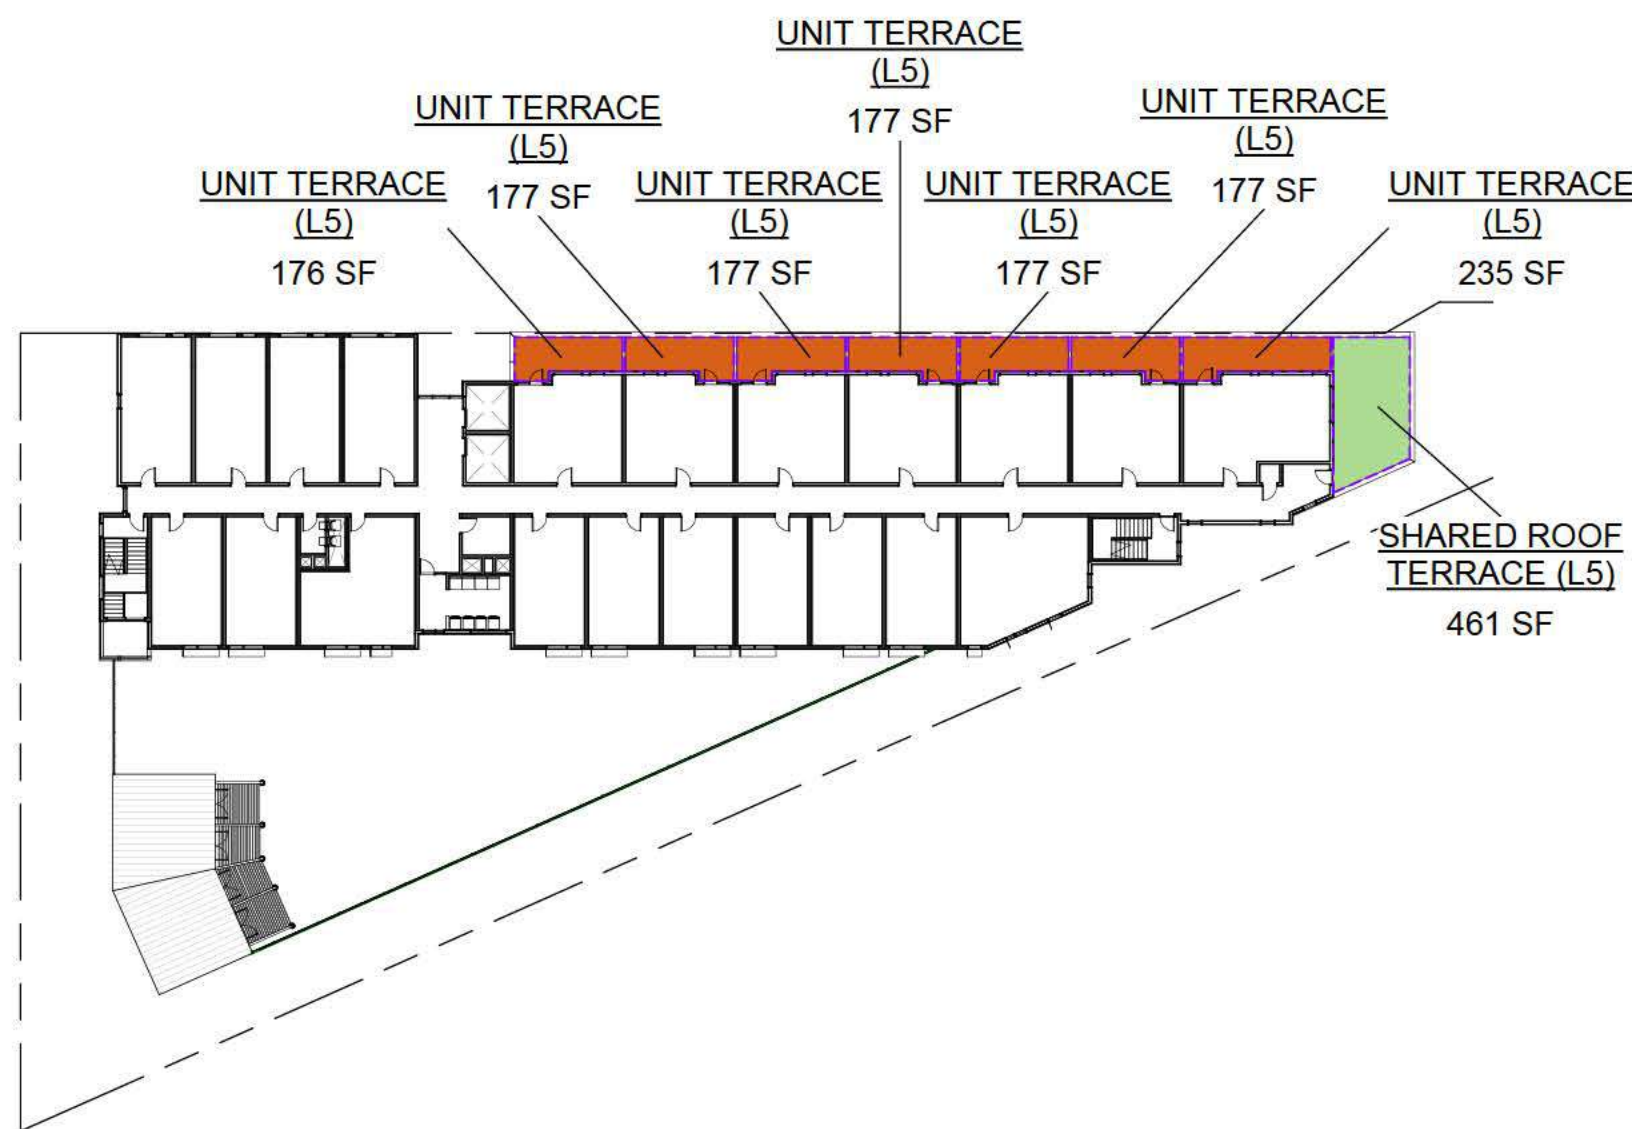 UNIT TERRACE
(L5)
177 SF
UNIT TERRACE
(L5)
177 SF
UNIT TERRACE
(L5)
177 SF
UNIT TERRACE
(L5)
176 SF
UNIT TERRACE
(L5)
177 SF
UNIT TERRACE
(L5)
177 SF
UNIT TERRACE
(L5)
235 SF
SHARED ROOF
TERRACE (L5)
461 SF